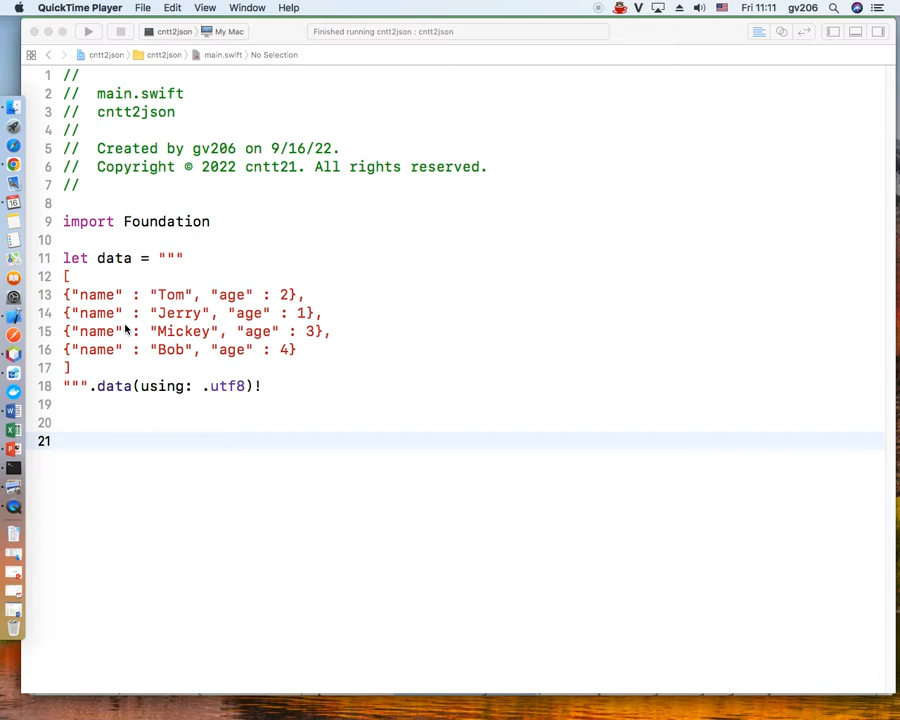 QuickTime Player File Edit View Window Help V Fri 11:11 gv206
cntt2json My Mac Finished running cntt2json : cntt2json
cntt2json cntt2json main.swift No Selection
1 //
2 // main.swift
3 // cntt2json
4 //
5 // Created by gv206 on 9/16/22.
6 // Copyright © 2022 cntt21. All rights reserved.
7 //
8
9 import Foundation
10
11 let data = """
12 [
13 {"name" : "Tom", "age" : 2},
14 {"name" : "Jerry", "age" : 1},
15 {"name" : "Mickey", "age" : 3},
16 {"name" : "Bob", "age" : 4}
17 ]
18 """.data(using: .utf8)!
19
20
21